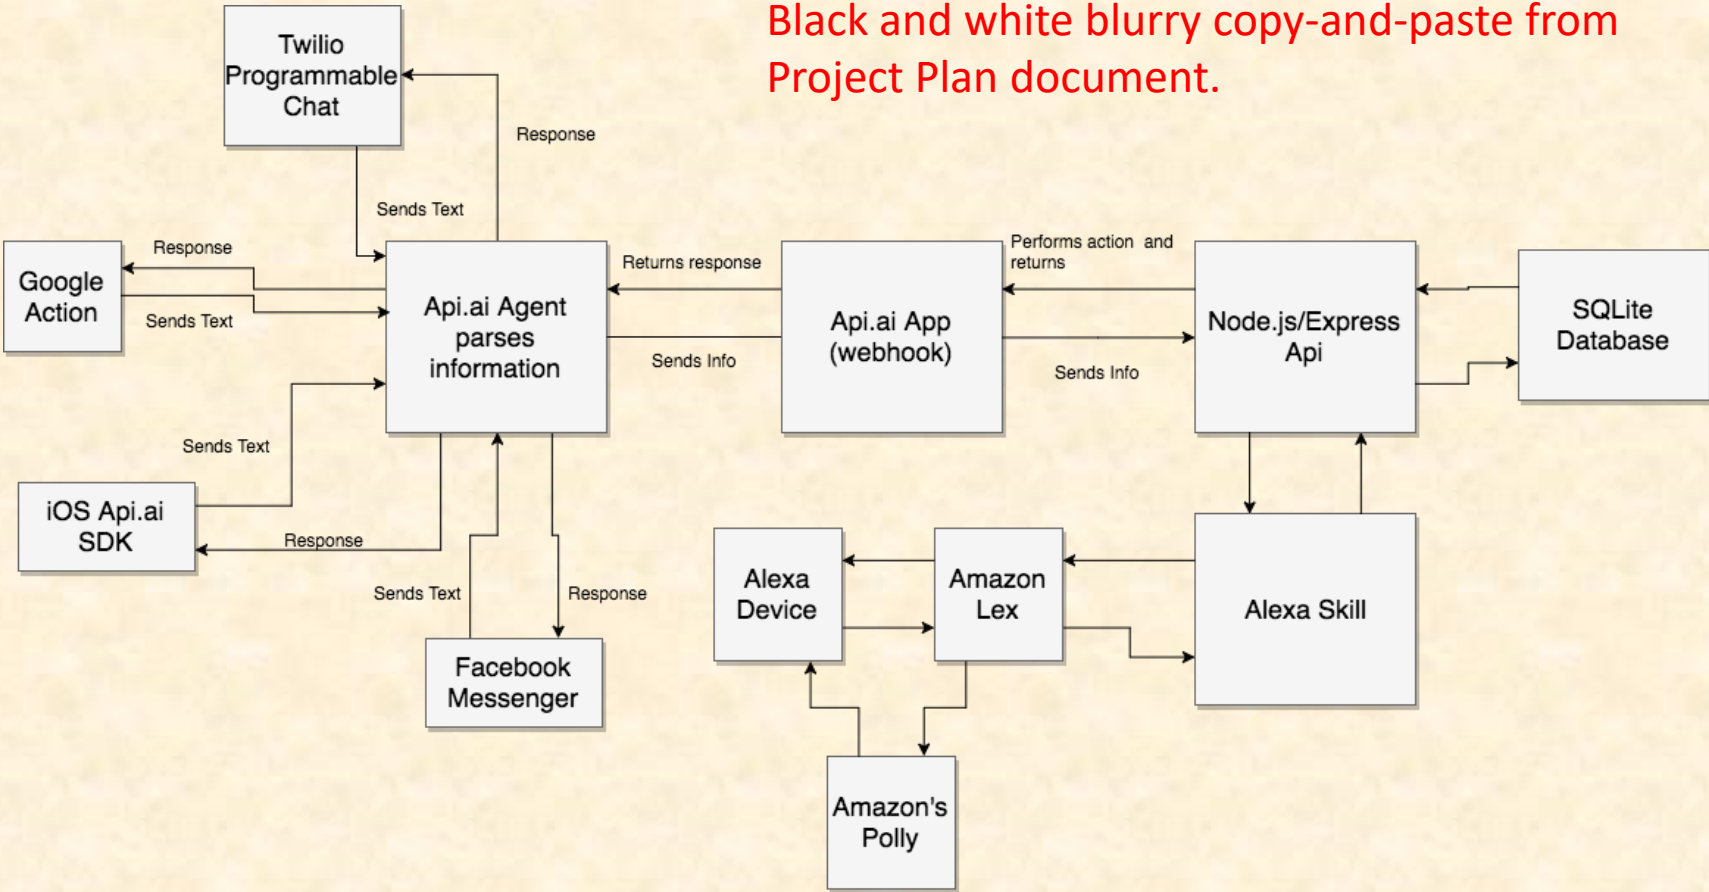 Black and white blurry copy-and-paste from
Project Plan document.
Twilio
Programmable
Chat
Response
Sends Text
Google
Action
Response
Sends Text
Api.ai Agent
parses
information
Returns response
Sends Info
Api.ai App
(webhook)
Performs action and
returns
Sends Info
Node.js/Express
Api
SQLite
Database
Sends Text
iOS Api.ai
SDK
Response
Sends Text
Response
Facebook
Messenger
Alexa
Device
Amazon
Lex
Alexa Skill
Amazon's
Polly